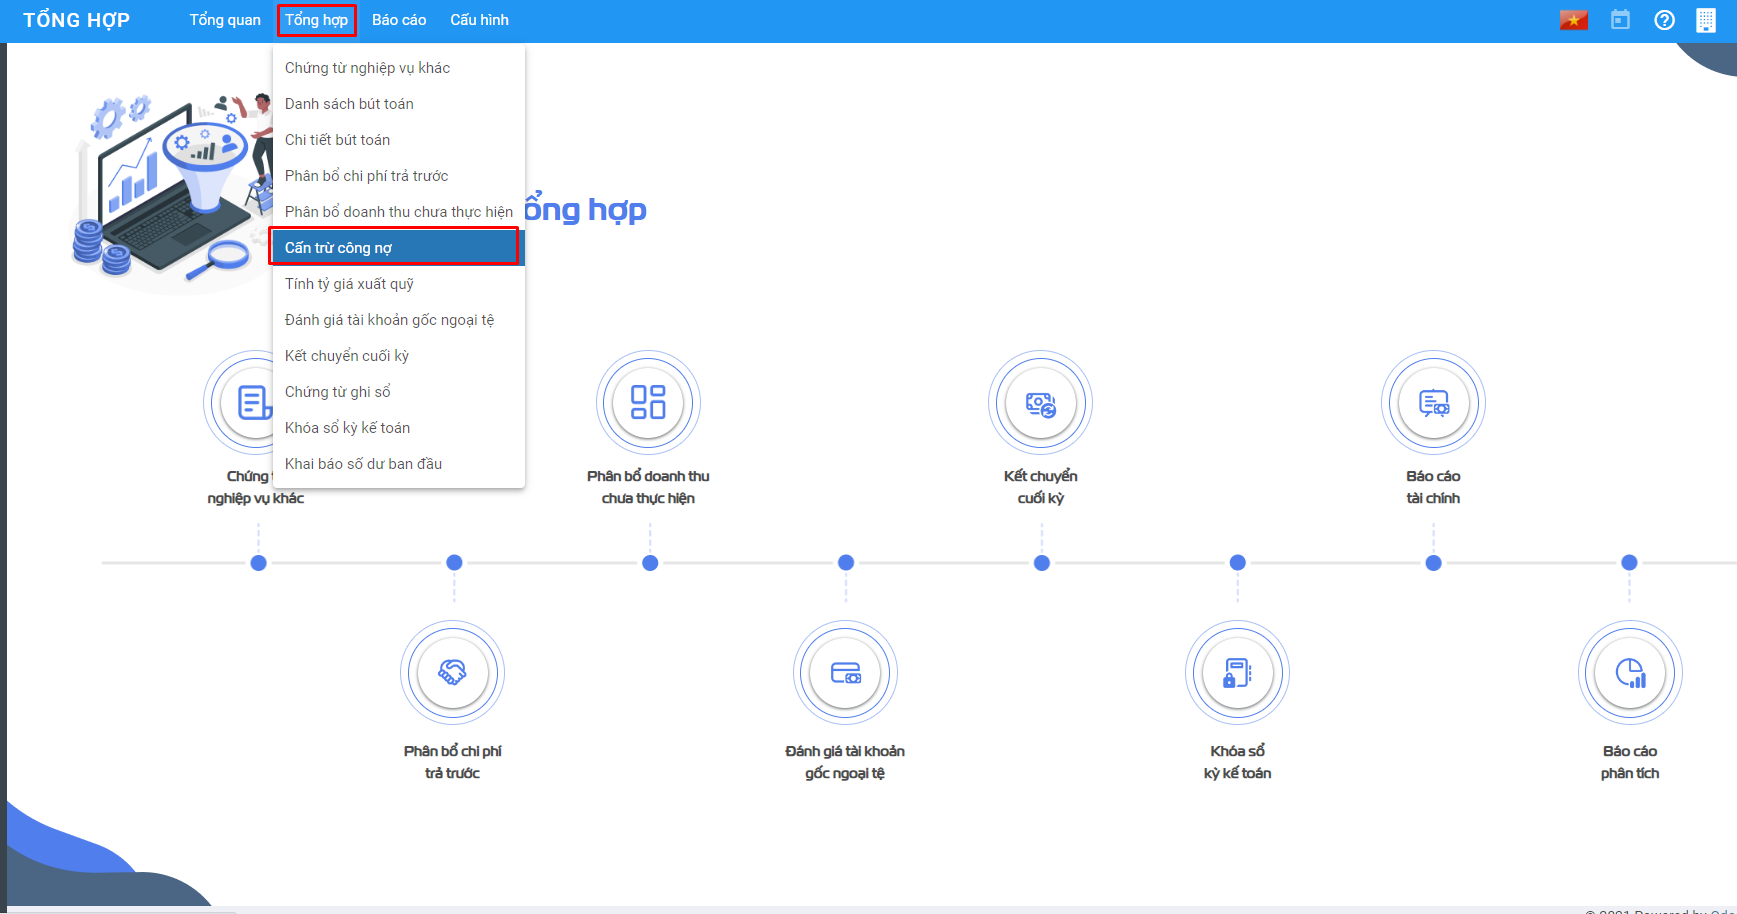 TỔNG HỢP
Tổng quan
Tổng hợp
Báo cáo
Cấu hình
Chứng từ nghiệp vụ khác
Danh sách bút toán
Chi tiết bút toán
Phân bổ chi phí trả trước
Phân bổ doanh thu chưa thực hiện
Cấn trừ công nợ
Tính tỷ giá xuất quỹ
Đánh giá tài khoản gốc ngoại tệ
Kết chuyển cuối kỳ
Chứng từ ghi sổ
Khóa sổ kỳ kế toán
Khai báo số dư ban đầu
ổng hợp
Chứng
nghiệp vụ khác
Phân bổ doanh thu
chưa thực hiện
Kết chuyển
cuối kỳ
Báo cáo
tài chính
Phân bổ chi phí
trả trước
Đánh giá tài khoản
gốc ngoại tệ
Khóa sổ
kỳ kế toán
Báo cáo
phân tích